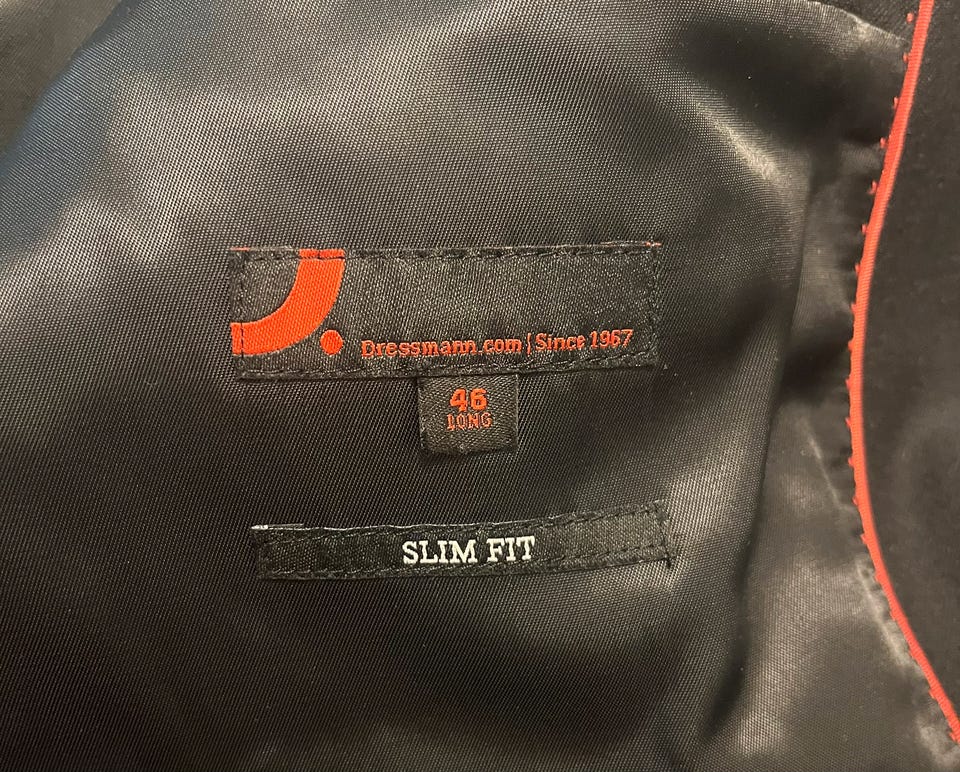 Dressmann.com | Since 1967
46
LONG
SLIM FIT